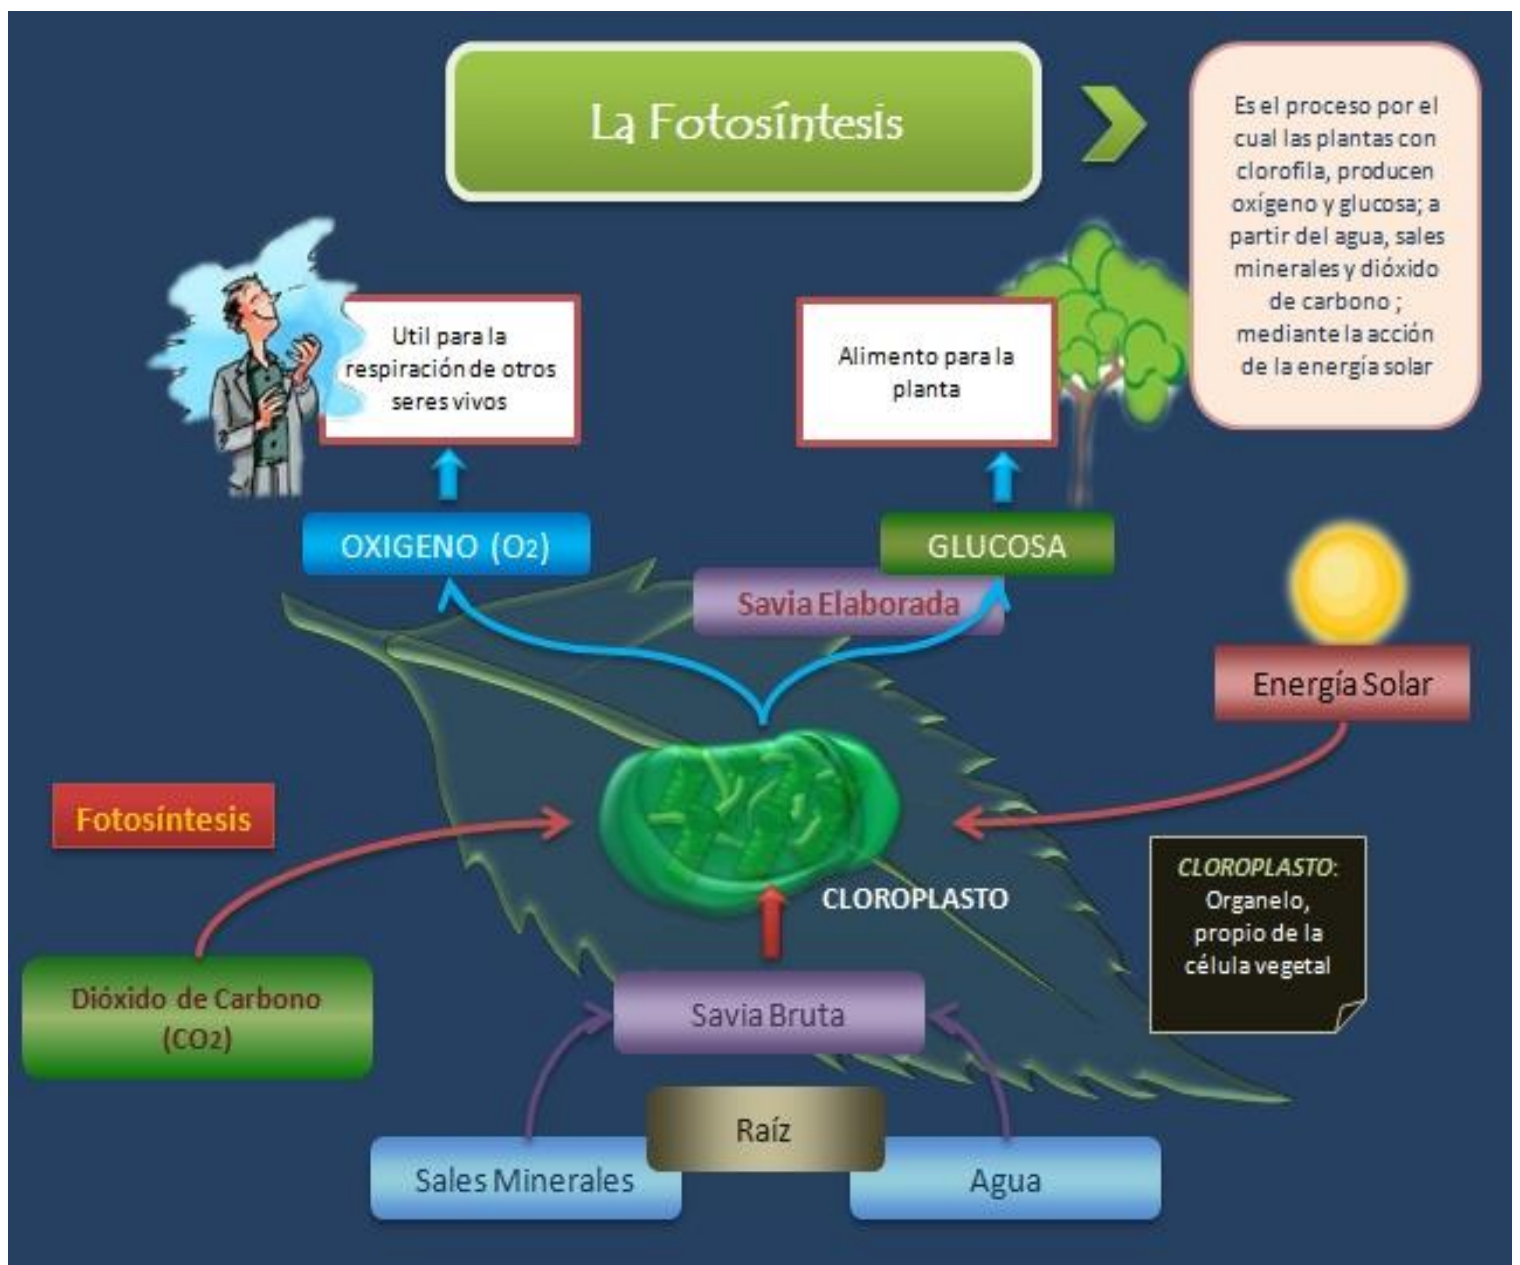 La Fotosíntesis
Es el proceso por el
cual las plantas con
clorofila, producen
oxígeno y glucosa; a
partir del agua, sales
minerales y dióxido
de carbono ;
mediante la acción
de la energía solar
Util para la
respiración de otros
seres vivos
Alimento para la
planta
OXIGENO (O2)
GLUCOSA
Savia Elaborada
Energía Solar
Fotosíntesis
CLOROPLASTO
CLOROPLASTO:
Organelo,
propio de la
célula vegetal
Dióxido de Carbono
(CO2)
Savia Bruta
Raíz
Sales Minerales
Agua